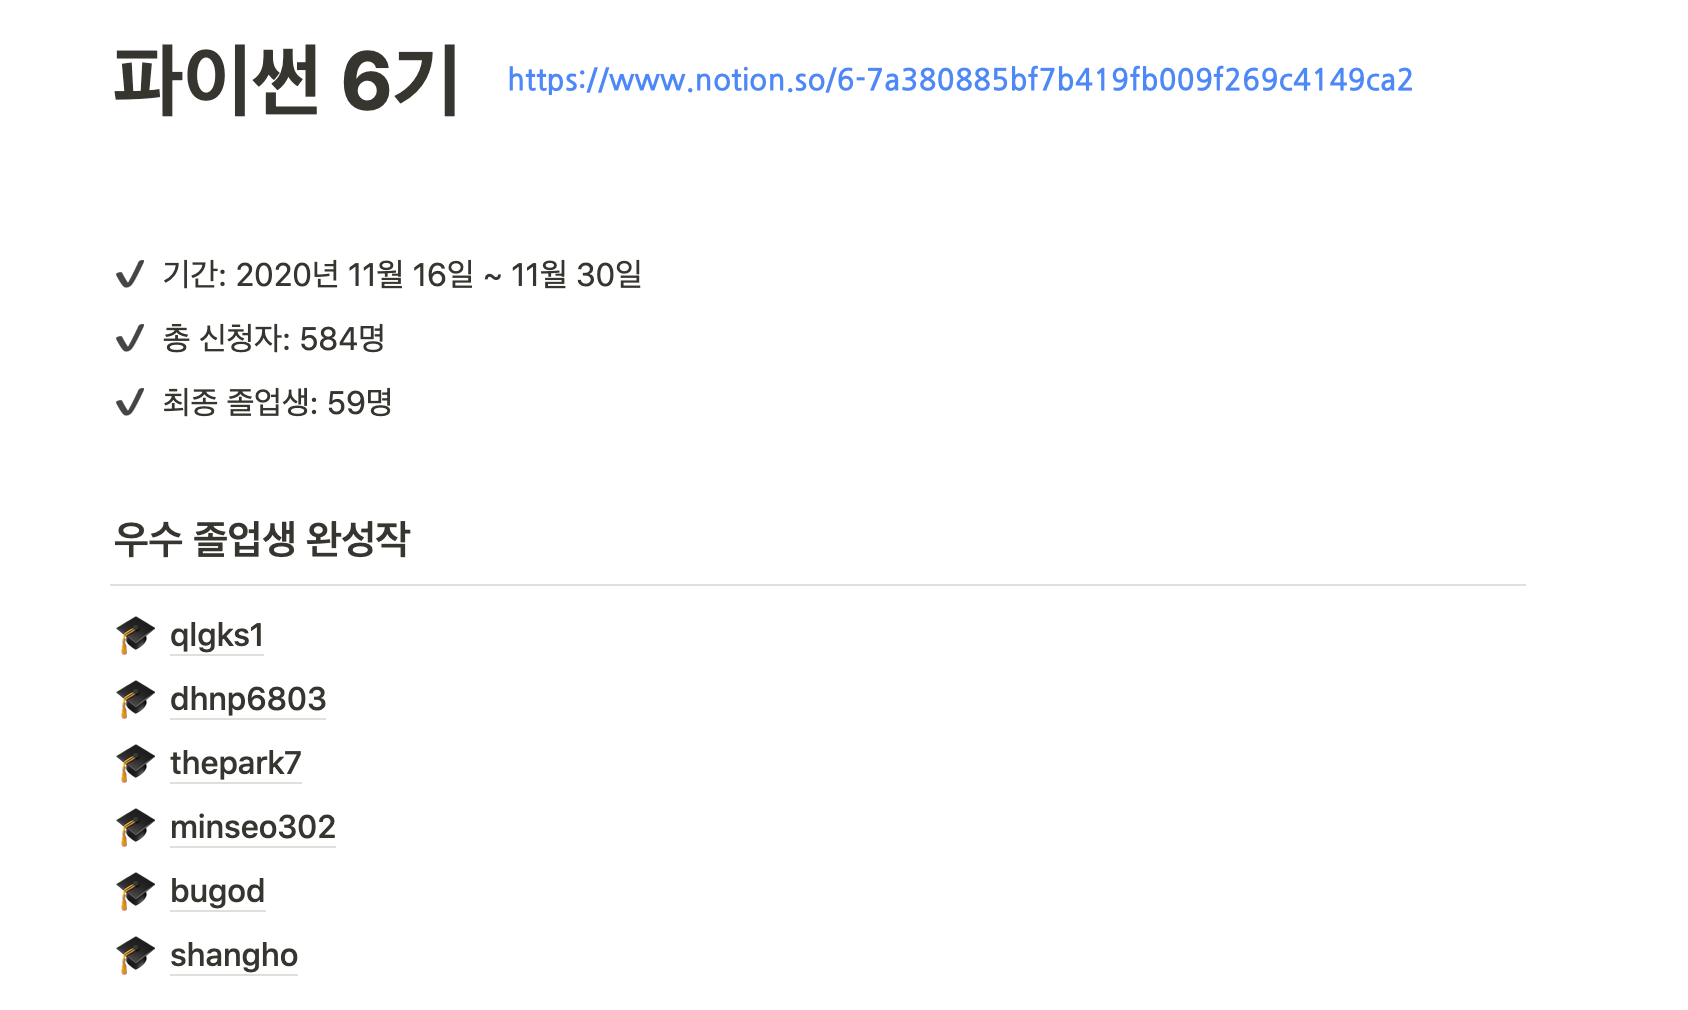 파이썬 6기 https://www.notion.so/6-7a380885bf7b419fb009f269c4149ca2
✔ 기간: 2020년 11월 16일 ~ 11월 30일
✔ 총 신청자: 584명
✔ 최종 졸업생: 59명
우수 졸업생 완성작
🎓 qlgks1
🎓 dhnp6803
🎓 thepark7
🎓 minseo302
🎓 bugod
🎓 shangho